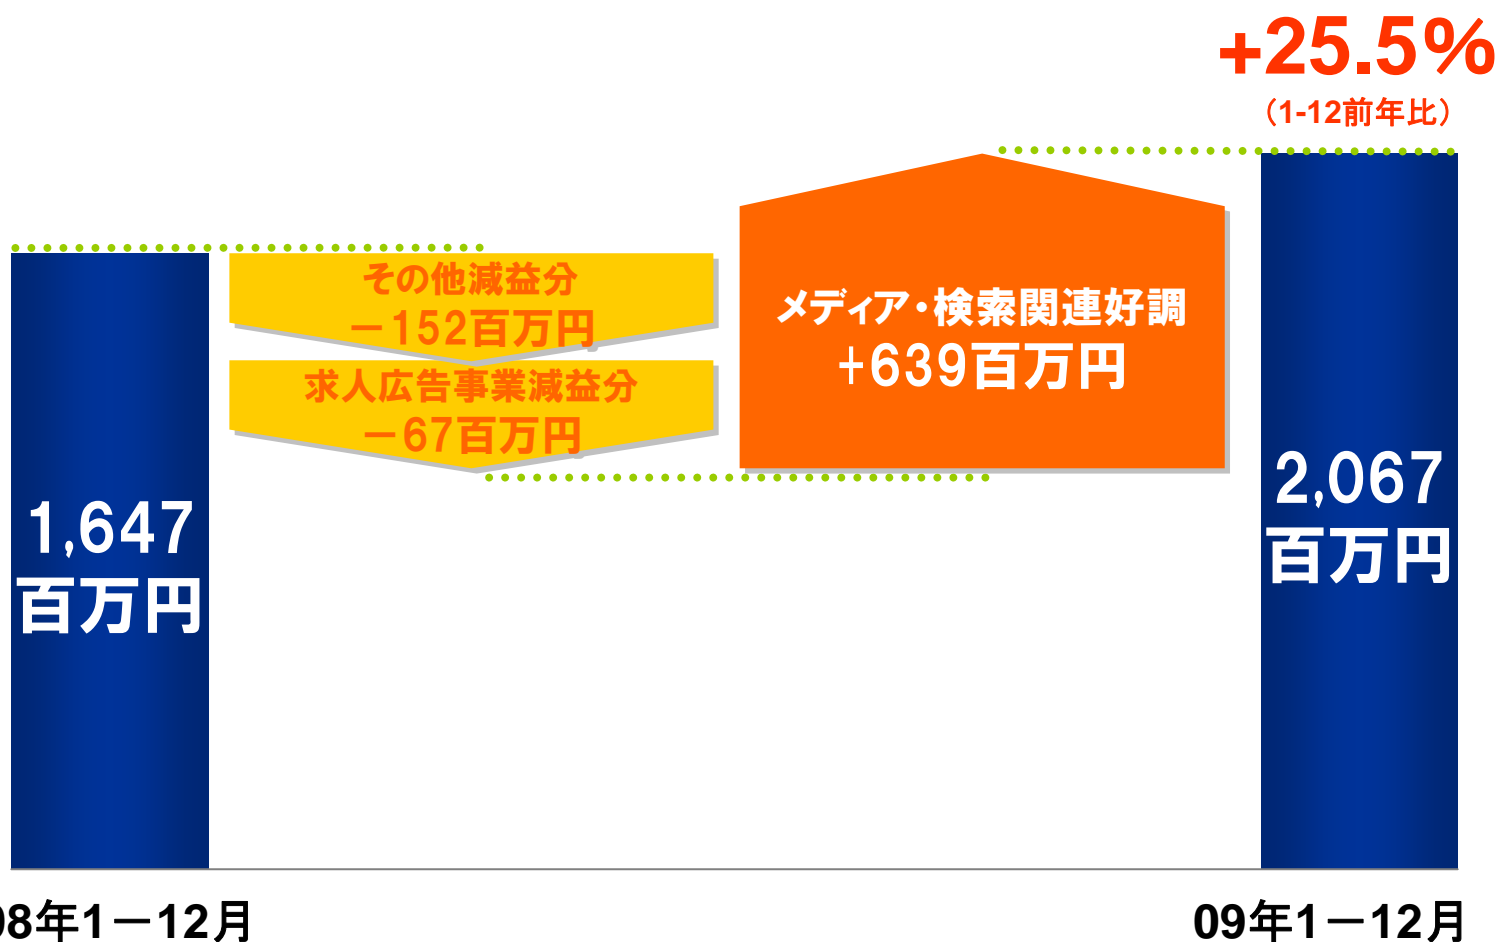 +25.5%
（1-12前年比）
その他減益分
－152百万円
求人広告事業減益分
－67百万円
メディア・検索関連好調
+639百万円
1,647
百万円
2,067
百万円
08年1－12月
09年1－12月